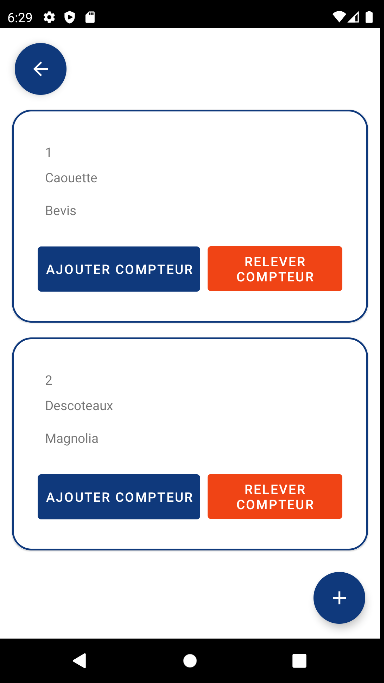 6:29
1
Caouette
Bevis
AJOUTER COMPTEUR
RELEVER
COMPTEUR
2
Descoteaux
Magnolia
AJOUTER COMPTEUR
RELEVER
COMPTEUR